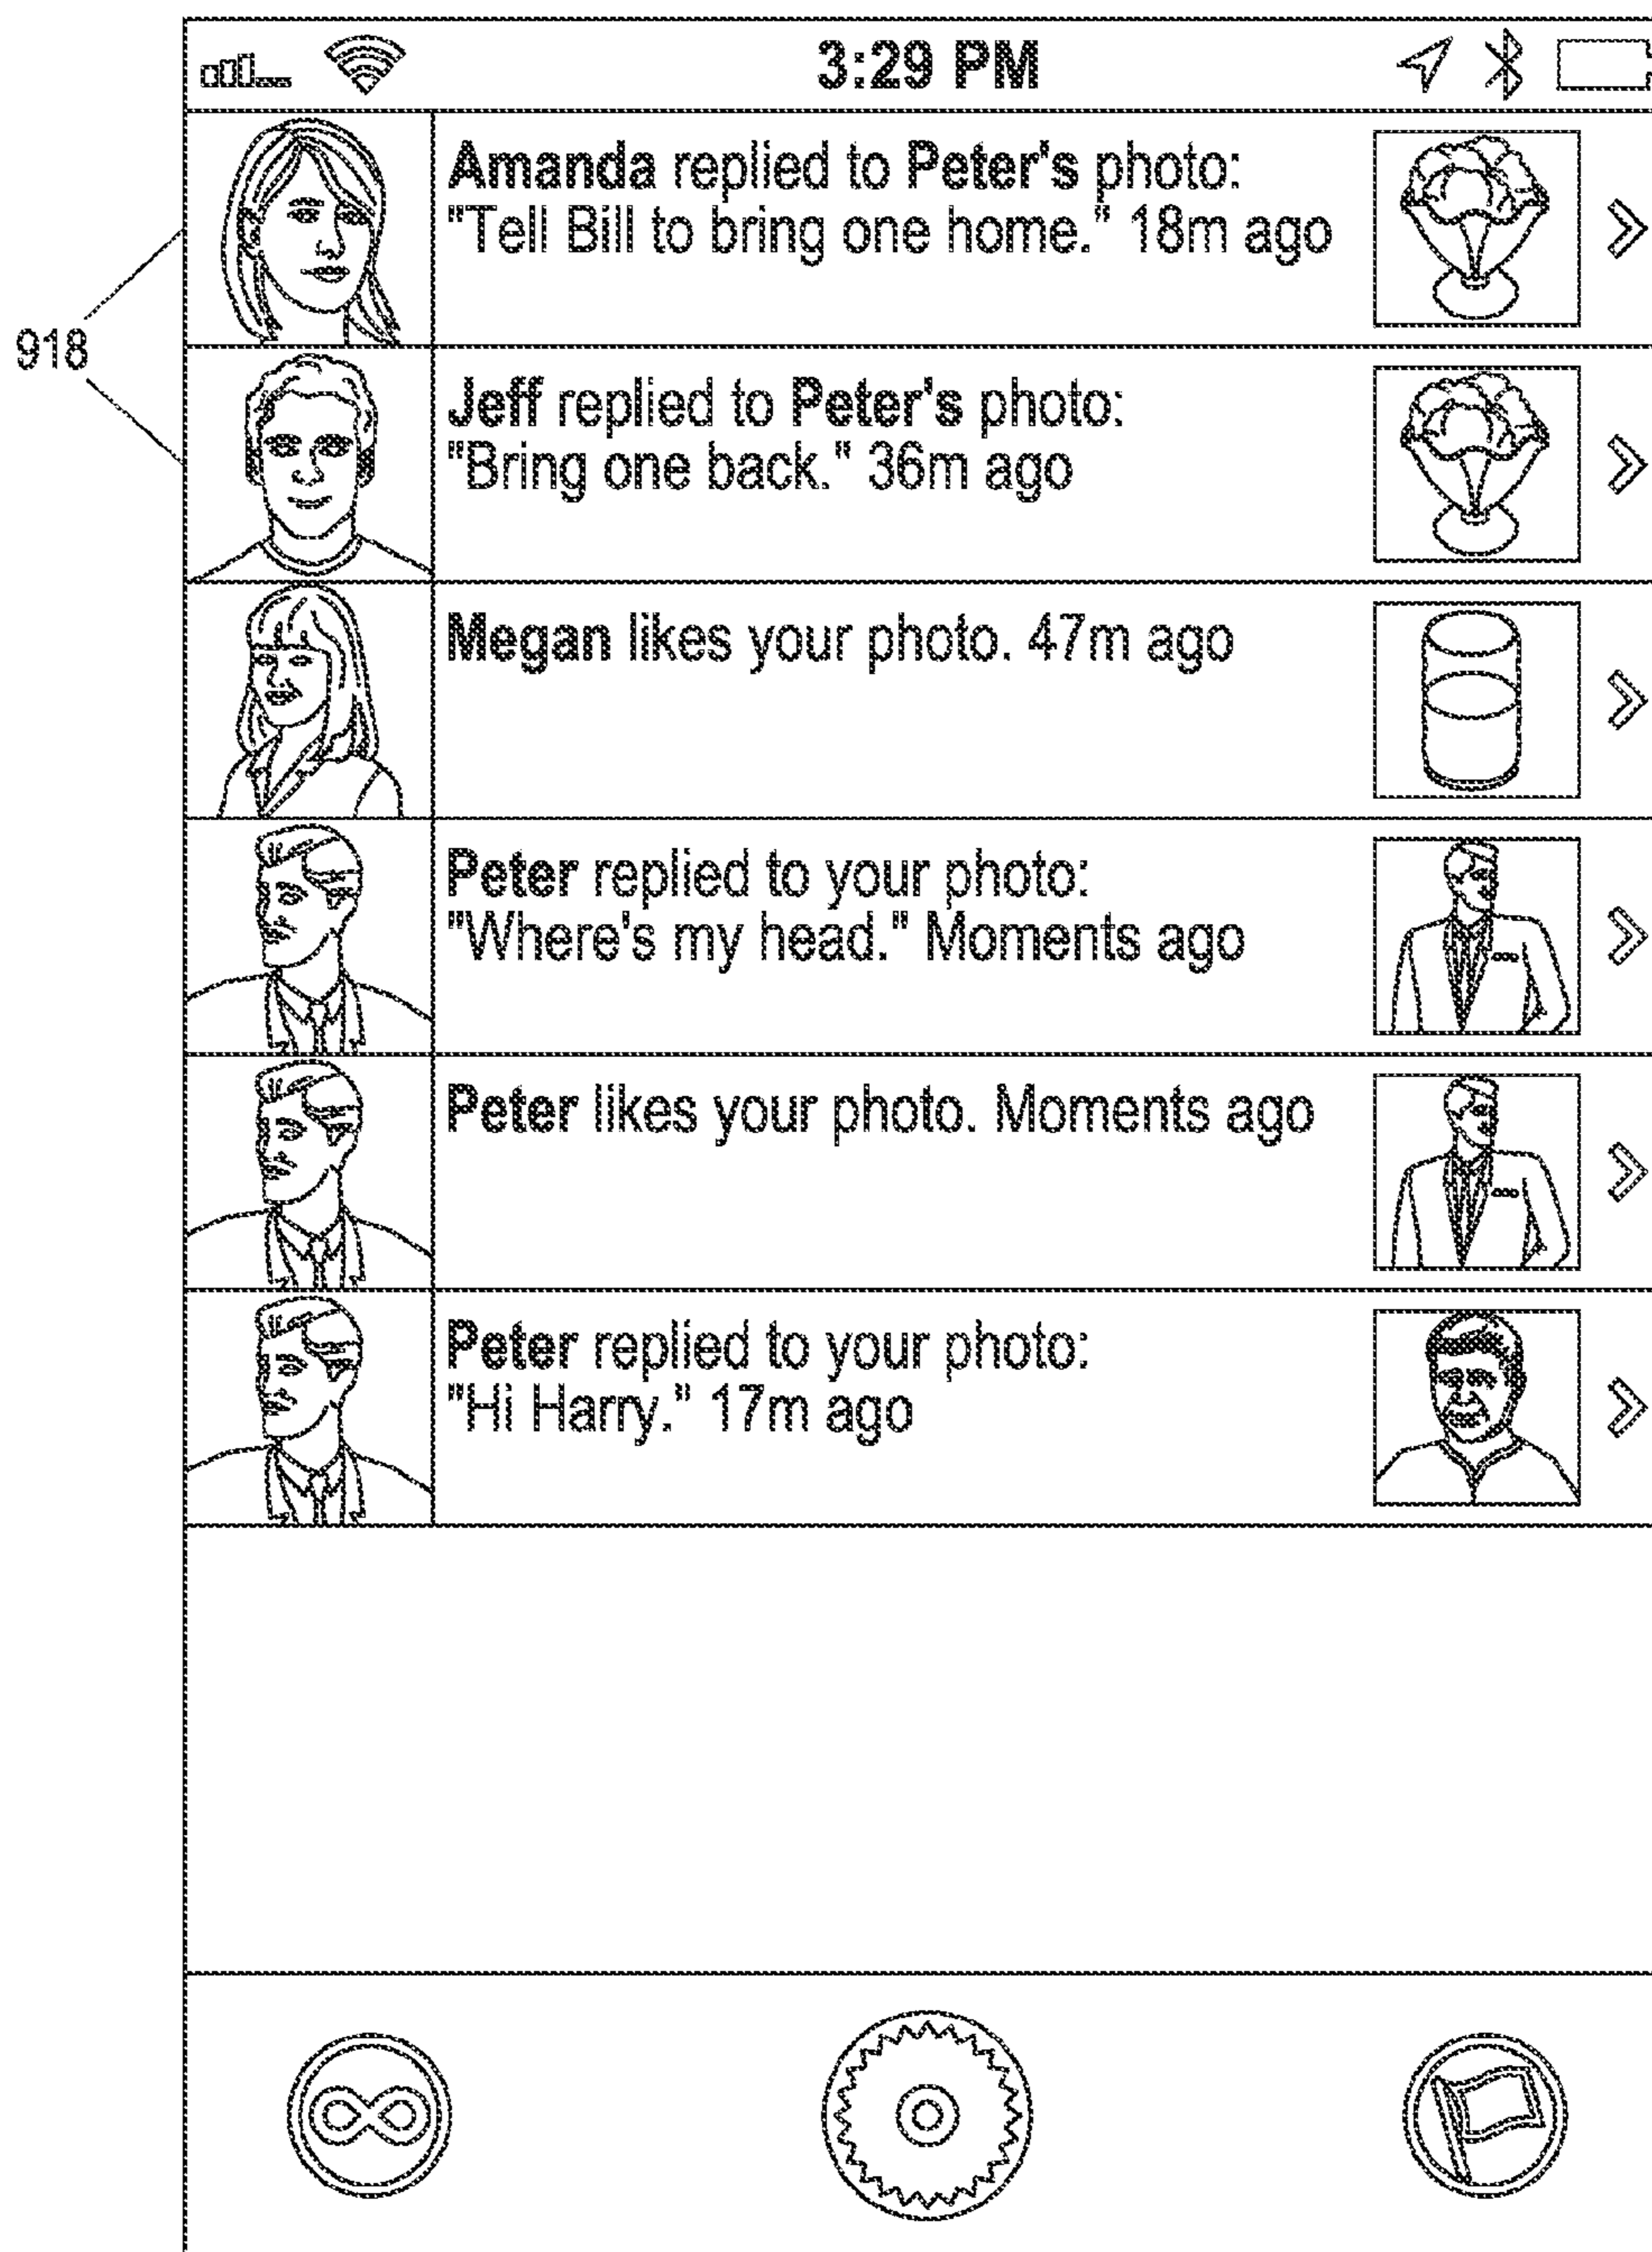 3:29 PM
Amanda replied to Peter's photo:
"Tell Bill to bring one home." 18m ago
918
Jeff replied to Peter's photo:
"Bring one back." 36m ago
Megan likes your photo. 47m ago
Peter replied to your photo:
"Where's my head." Moments ago
Peter likes your photo. Moments ago
Peter replied to your photo:
"Hi Harry." 17m ago